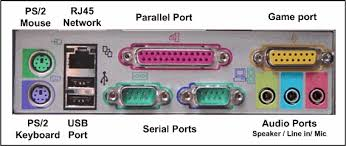 PS/2
Mouse
RJ45
Network
Parallel Port
Game port
PS/2
Keyboard
USB
Port
Serial Ports
Audio Ports
Speaker / Line in/ Mic